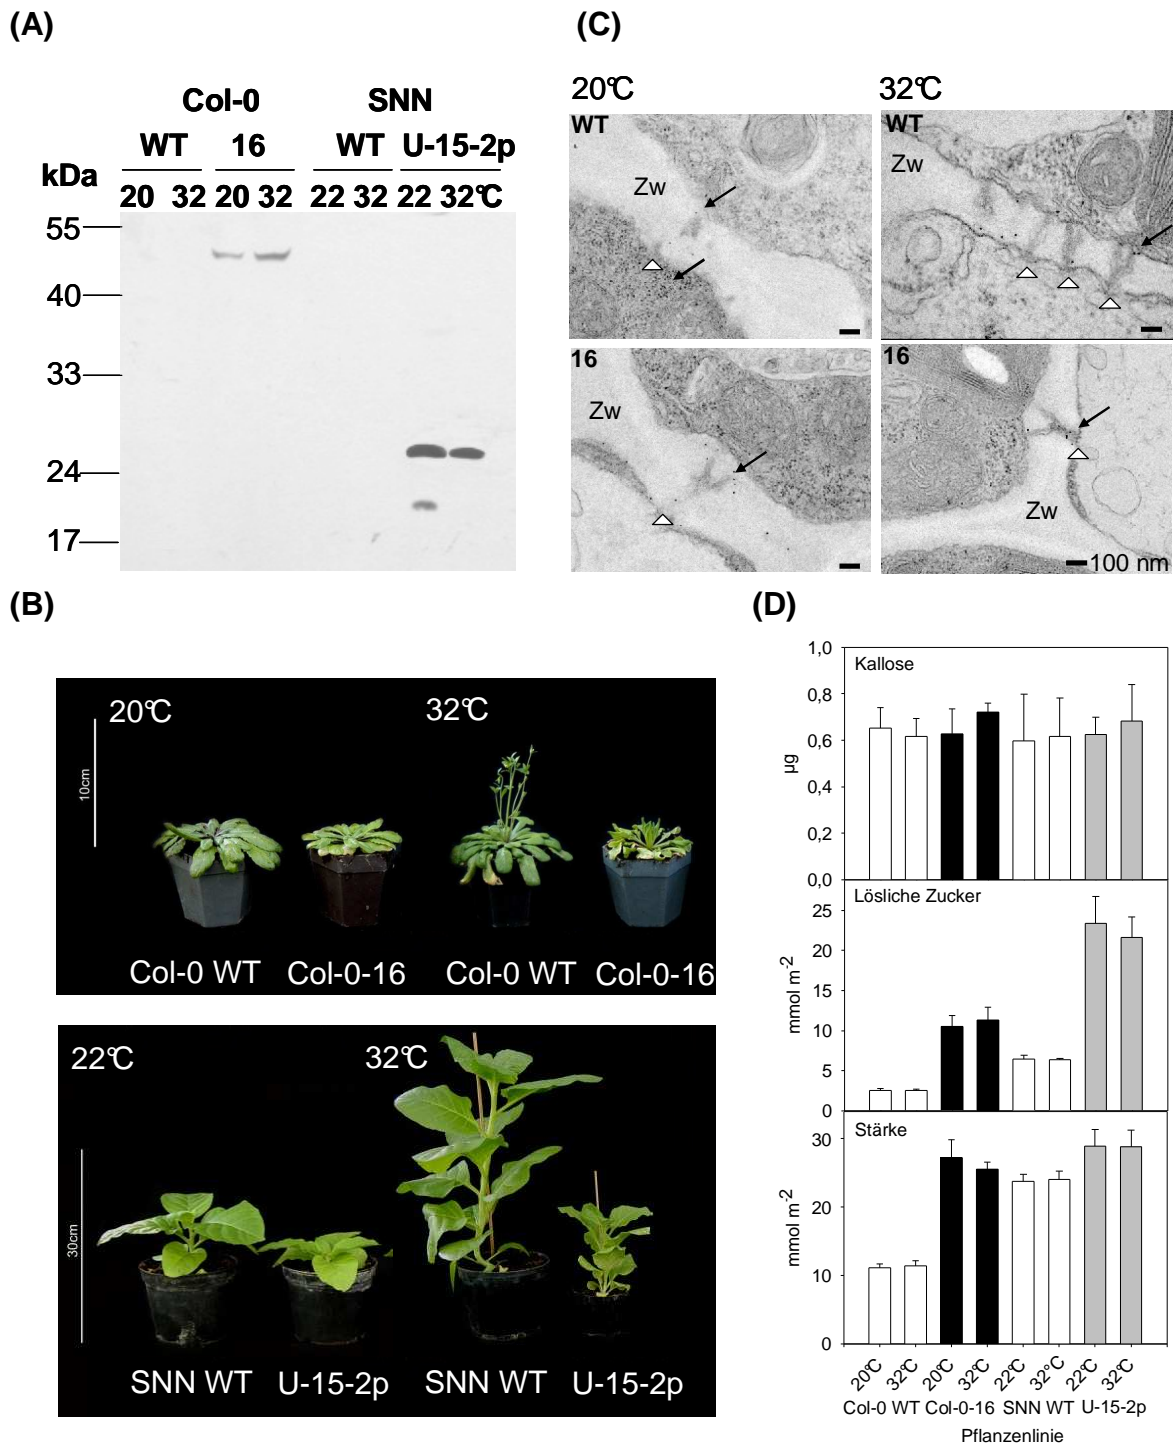 (A)
Col-0 SNN
WT 16 WT U-15-2p
kDa
20 32 20 32 22 32 22 32°C
55
40
33
24
17
(C)
20°C 32°C
WT WT
Zw Zw
16 16
Zw Zw
100 nm
(B)
20°C 32°C
10cm
Col-0 WT Col-0-16 Col-0 WT Col-0-16
22°C 32°C
30cm
SNN WT U-15-2p SNN WT U-15-2p
(D)
Kallose
1,0
0,8
0,6
0,4
0,2
0,0
µg
Lösliche Zucker
25
20
15
10
5
0
mmol m-2
Stärke
30
20
10
0
mmol m-2
20°C 32°C 20°C 32°C 22°C 32°C 22°C 32°C
Col-0 WT Col-0-16 SNN WT U-15-2p
Pflanzenlinie